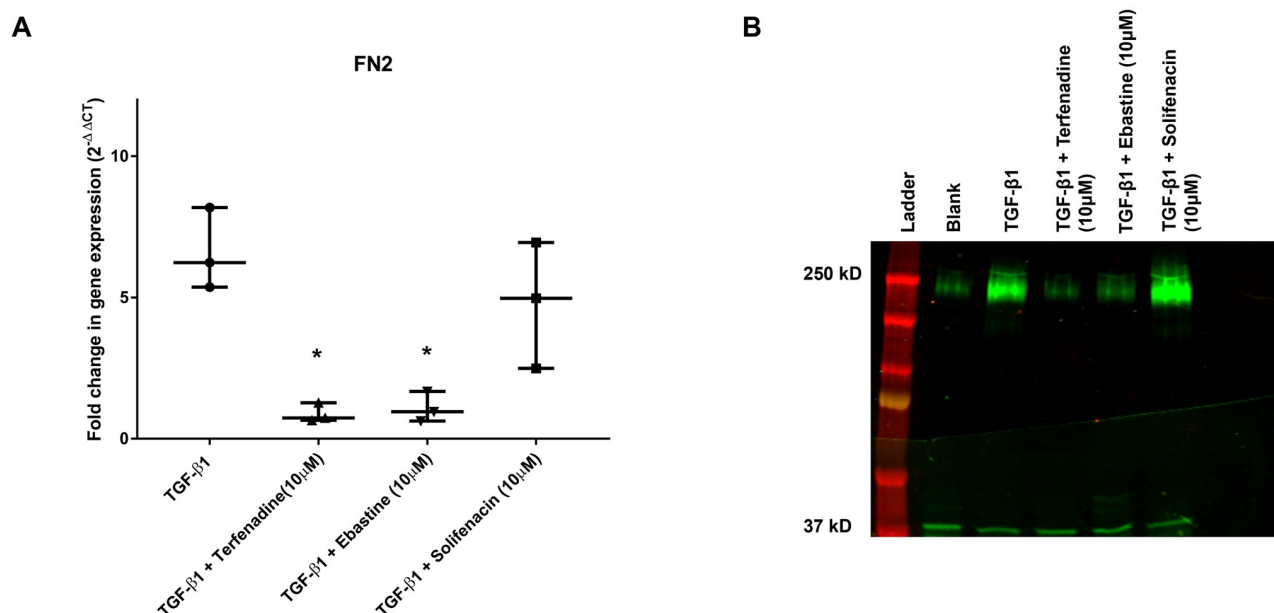 A
FN2
Fold change in gene expression (2^-Δ ΔCT)
10
5
0
*
*
TGF-β1
TGF-β1 + Terfenadine(10μM)
TGF-β1 + Ebastine (10μM)
TGF-β1 + Solifenacin (10μM)
B
Ladder
Blank
TGF-β1
TGF-β1 + Terfenadine
(10μM)
TGF-β1 + Ebastine (10μM)
TGF-β1 + Solifenacin
(10μM)
250 kD
37 kD